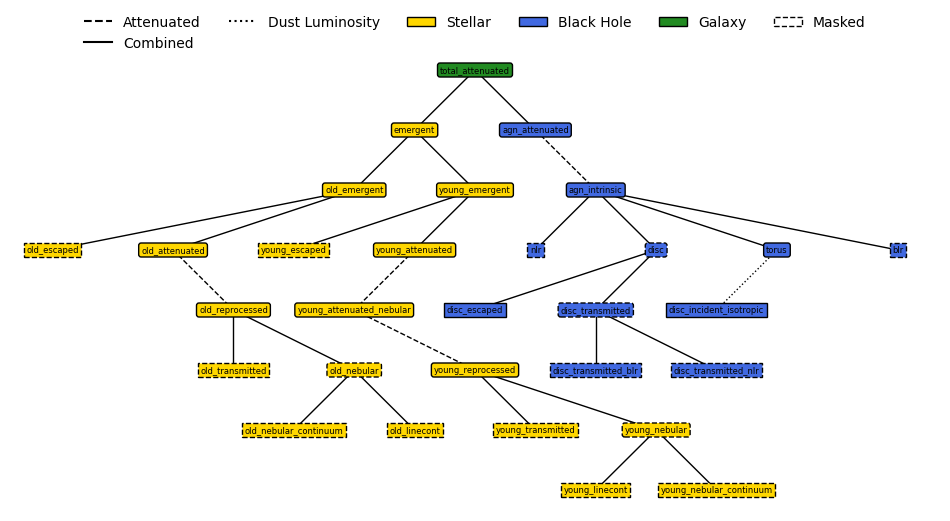 Attenuated Dust Luminosity Stellar Black Hole Galaxy Masked
Combined
total_attenuated
emergent agn_attenuated
old_emergent young_emergent agn_intrinsic
old_escaped old_attenuated young_escaped young_attenuated nlr disc torus blr
old_reprocessed young_attenuated_nebular disc_escaped disc_transmitted disc_incident_isotropic
old_transmitted old_nebular young_reprocessed disc_transmitted_blr disc_transmitted_nlr
old_nebular_continuum old_linecont young_transmitted young_nebular
young_linecont young_nebular_continuum